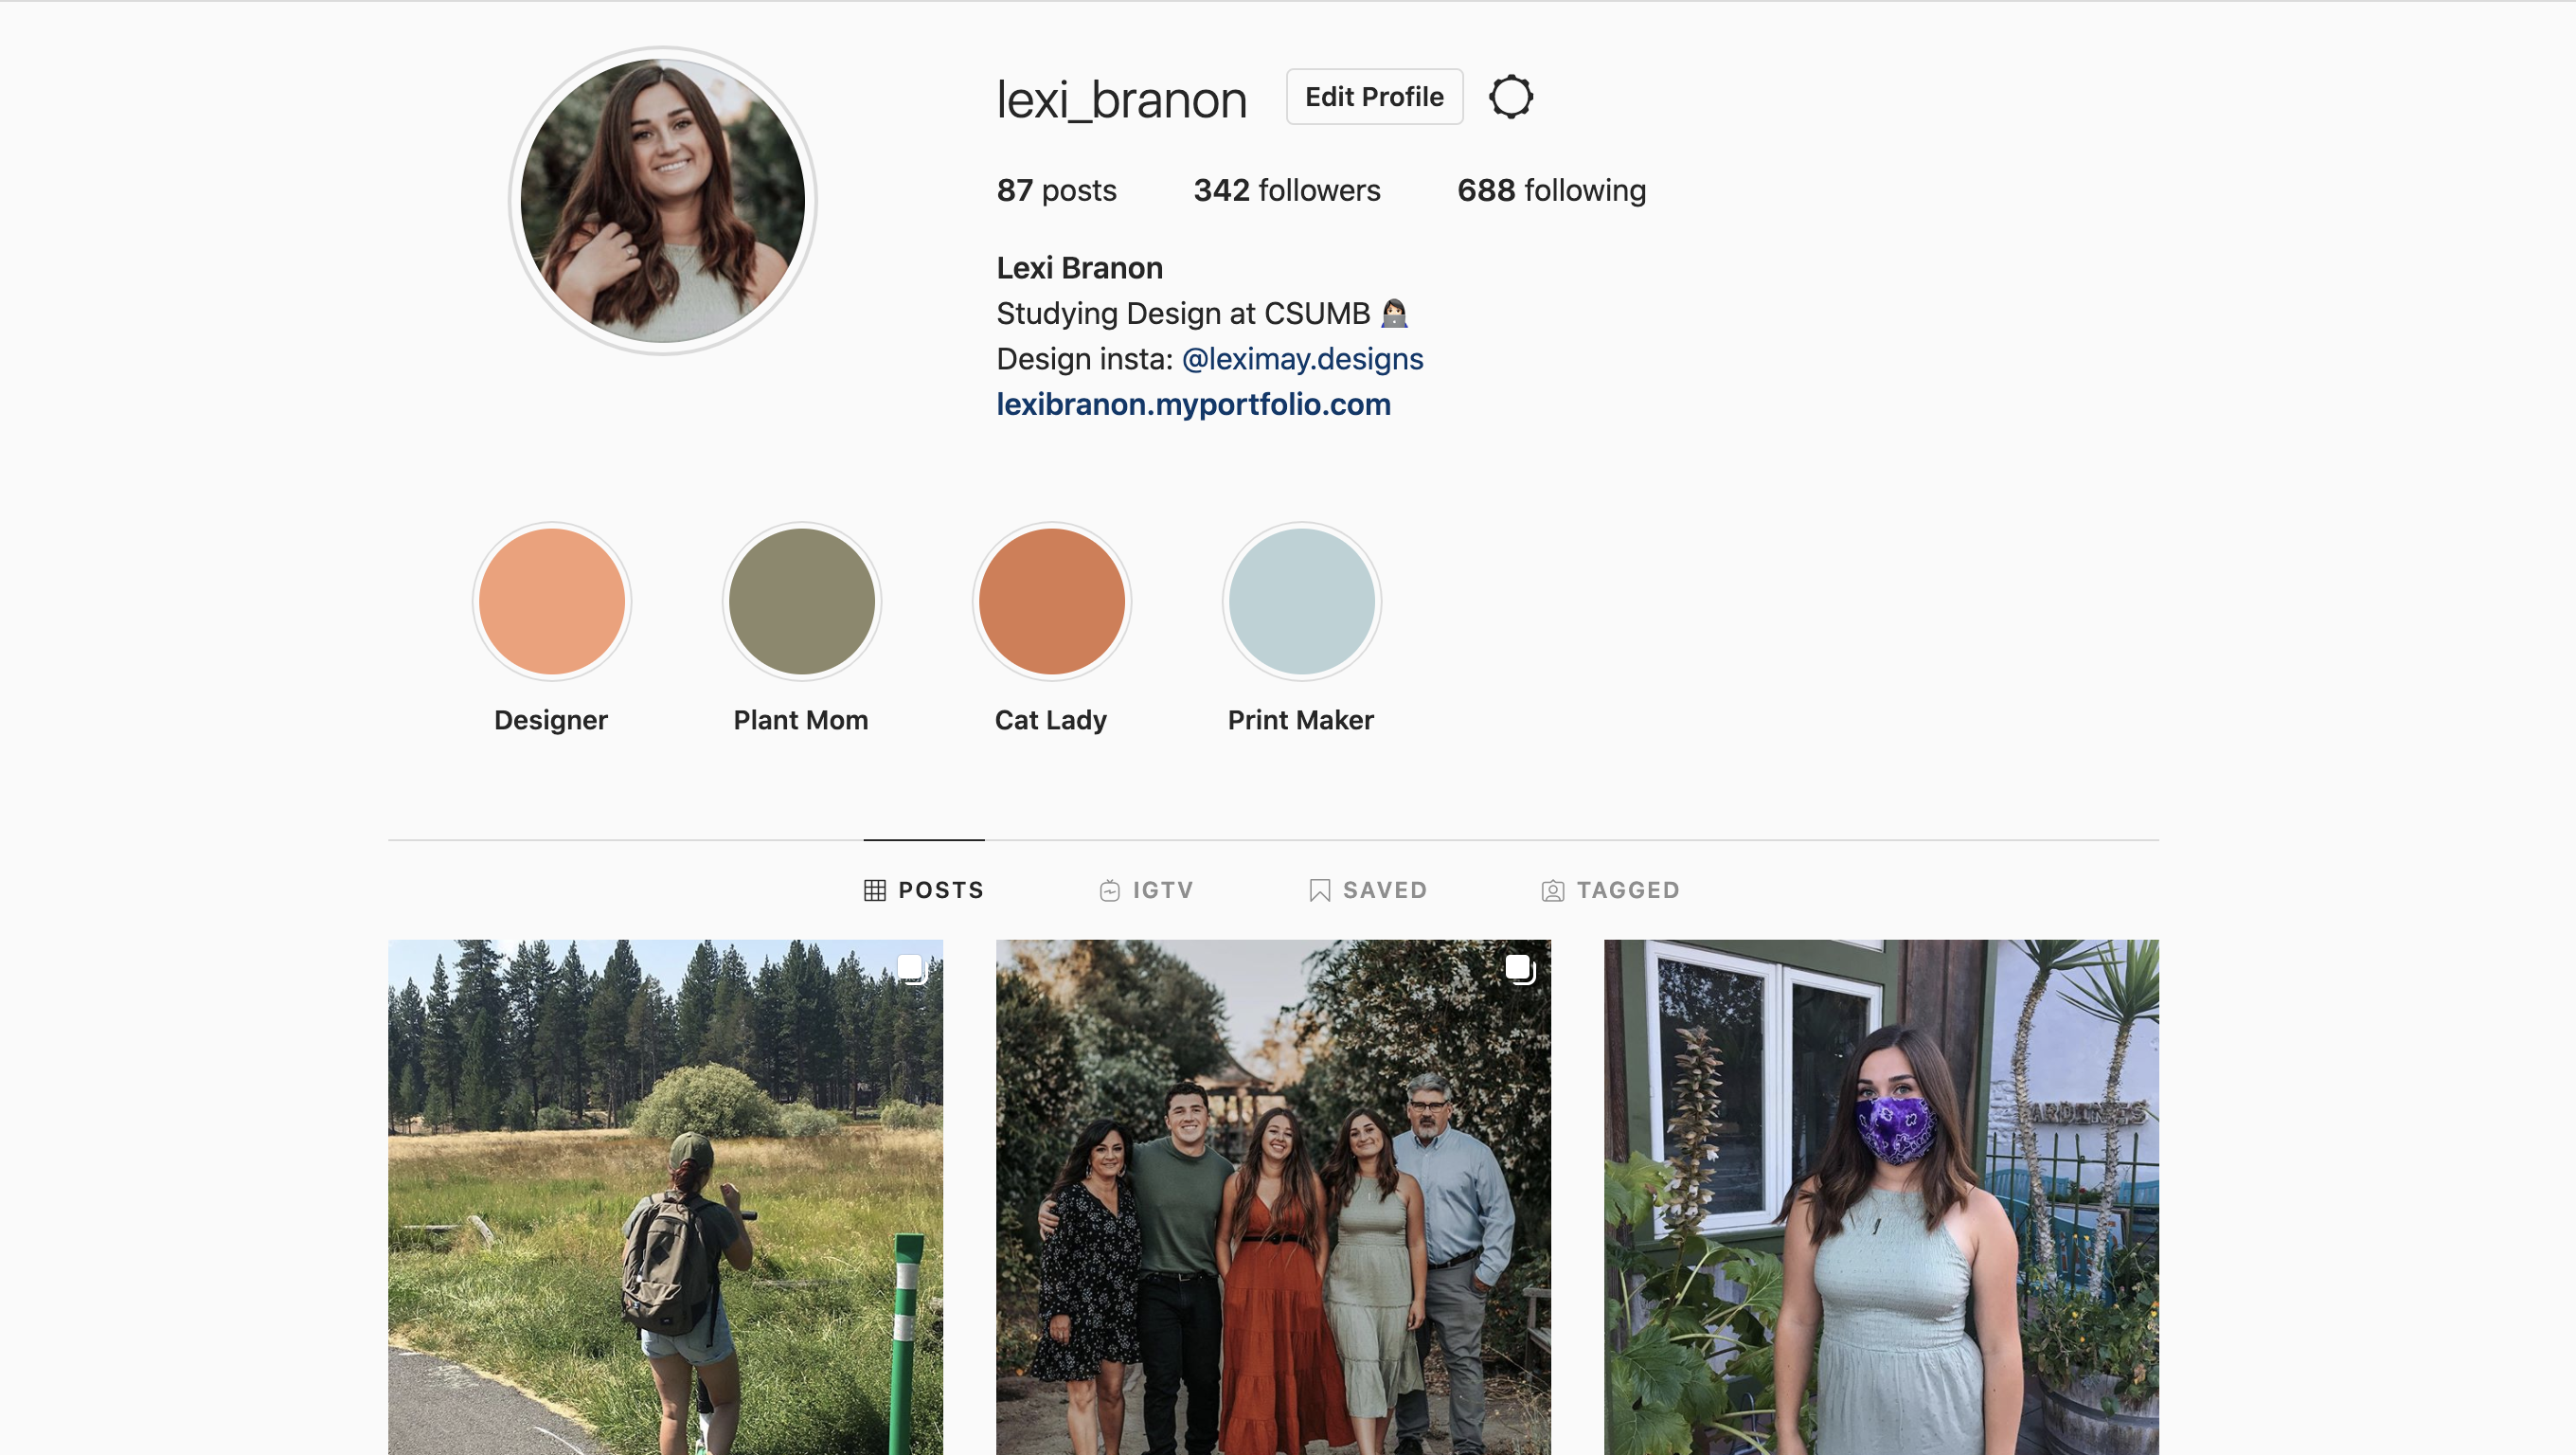 lexi_branon Edit Profile
87 posts 342 followers 688 following
Lexi Branon
Studying Design at CSUMB 👩🏻‍💻
Design insta: @leximay.designs
lexibranon.myportfolio.com
Designer Plant Mom Cat Lady Print Maker
POSTS IGTV SAVED TAGGED